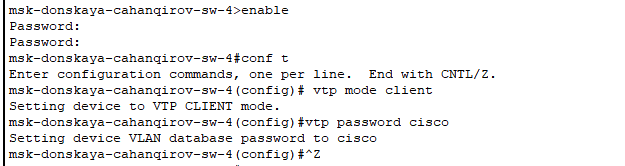 msk-donskaya-cahanqirov-sw-4>enable
Password:
Password:
msk-donskaya-cahanqirov-sw-4#conf t
Enter configuration commands, one per line.  End with CNTL/Z.
msk-donskaya-cahanqirov-sw-4(config)# vtp mode client
Setting device to VTP CLIENT mode.
msk-donskaya-cahanqirov-sw-4(config)#vtp password cisco
Setting device VLAN database password to cisco
msk-donskaya-cahanqirov-sw-4(config)#^Z